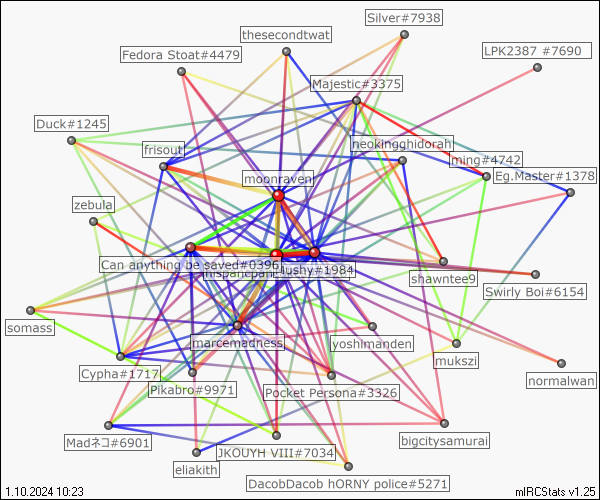 Silver#7938
thesecondtwat
LPK2387 #7690
Fedora Stoat#4479
Majestic#3375
Duck#1245
frisout
neokingghidorah
ming#4742
moonraven
Eg.Master#1378
zebula
Can anything be saved#0396
lushy#1984
shawntee9
Swirly Boi#6154
somass
marcemadness
yoshimanden
mukszi
Cypha#1717
Pikabro#9971
Pocket Persona#3326
normalwan
Madネコ#6901
bigcitysamurai
JKOUYH VIII#7034
eliakith
DacobDacob hORNY police#5271
1.10.2024 10:23
mIRCStats v1.25